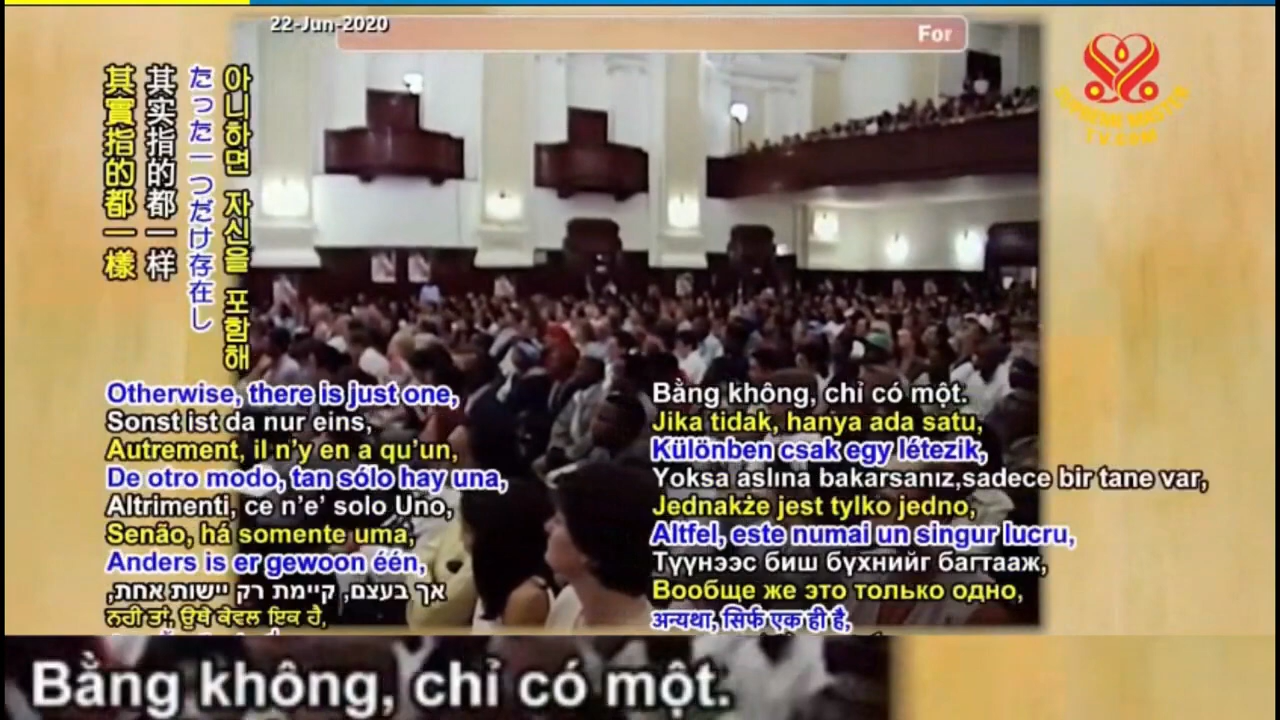 22-Jun-2020
For
SUPREME MASTER
TV.COM
아니하면 자신을 포함해
たった一つだけ存在し
其实指的都一样
其實指的都一樣
Otherwise, there is just one,
Sonst ist da nur eins,
Autrement, il n'y en a qu'un,
De otro modo, tan sólo hay una,
Altrimenti, ce n'e' solo Uno,
Senão, há somente uma,
Anders is er gewoon één,
אך בעצם, קיימת רק יישות אחת,
ਨਹੀ ਤਾਂ, ਉਥੇ ਕੇਵਲ ਇਕ ਹੈ,
Bằng không, chỉ có một.
Jika tidak, hanya ada satu,
Különben csak egy létezik,
Yoksa aslına bakarsanız,sadece bir tane var,
Jednakże jest tylko jedno,
Altfel, este numai un singur lucru,
Түүнээс биш бүхнийг багтааж,
Вообще же это только одно,
अन्यथा, सिर्फ एक ही है,
Bằng không, chỉ có một.